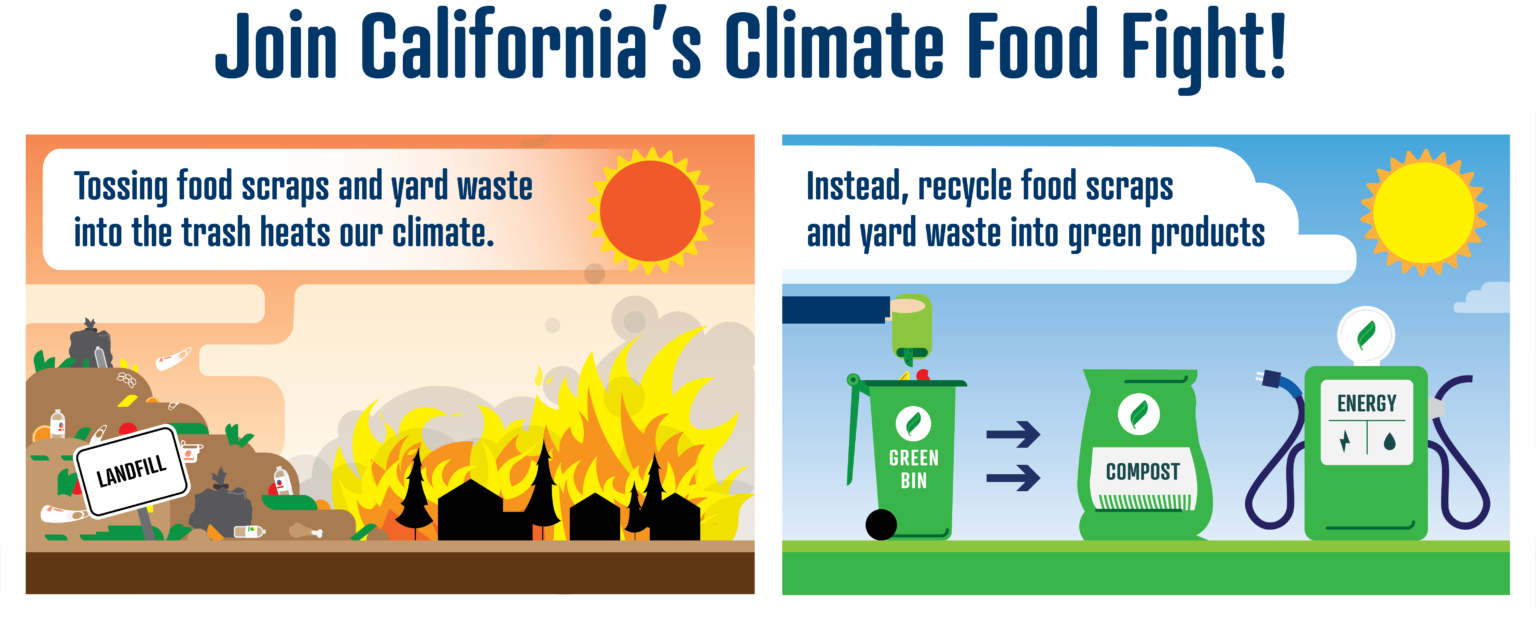 Join California's Climate Food Fight!
Tossing food scraps and yard waste
into the trash heats our climate.
LANDFILL
Instead, recycle food scraps
and yard waste into green products
GREEN
BIN
COMPOST
ENERGY